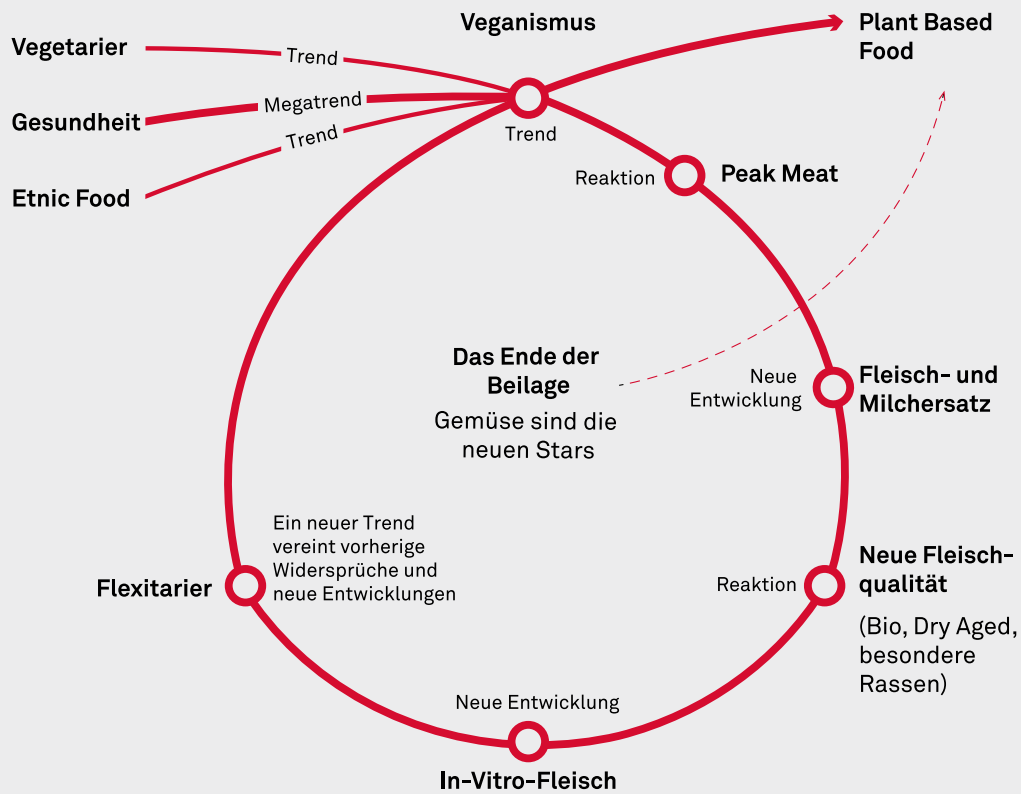 Veganismus
Plant Based
Food
Vegetarier
Trend
Gesundheit
Megatrend
Trend
Etnic Food
Trend
Reaktion
Peak Meat
Das Ende der
Beilage
Gemüse sind die
neuen Stars
Neue
Entwicklung
Fleisch- und
Milchersatz
Reaktion
Neue Fleisch-
qualität
(Bio, Dry Aged,
besondere
Rassen)
Flexitarier
Ein neuer Trend
vereint vorherige
Widersprüche und
neue Entwicklungen
Neue Entwicklung
In-Vitro-Fleisch